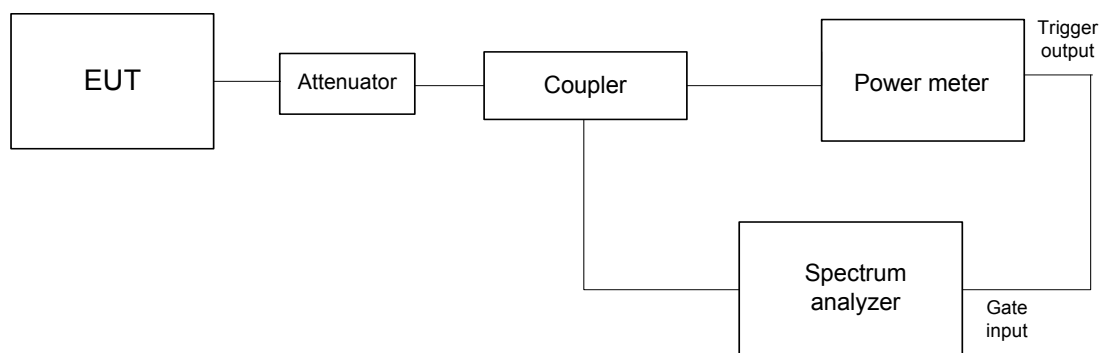 EUT
Attenuator
Coupler
Power meter
Trigger
output
Spectrum
analyzer
Gate
input